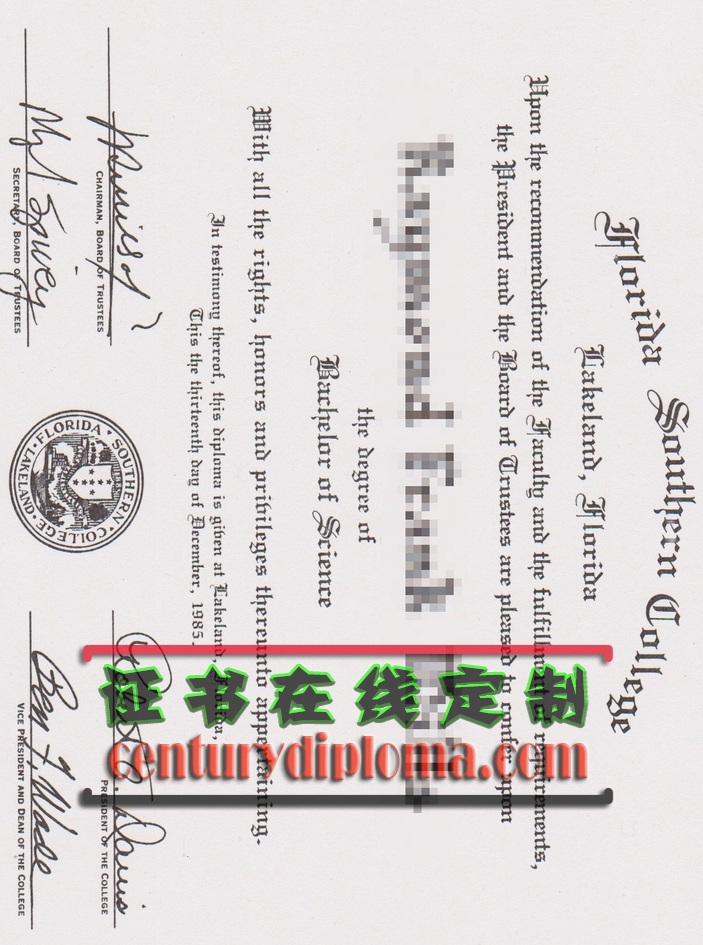 Florida Southern College
Lakeland, Florida
Upon the recommendation of the Faculty and the fulfillment of requirements,
the President and the Board of Trustees are pleased to confer upon
the degree of
Bachelor of Science
With all the rights, honors and privileges thereunto appertaining.
In testimony thereof, this diploma is given at Lakeland, Florida,
This the thirteenth day of December, 1985.
CHAIRMAN, BOARD OF TRUSTEES
SECRETARY, BOARD OF TRUSTEES
FLORIDA · SOUTHERN · COLLEGE · LAKELAND ·
Davis
PRESIDENT OF THE COLLEGE
Ben F. Wade
VICE PRESIDENT AND DEAN OF THE COLLEGE
证书在线定制
centurydiploma.com